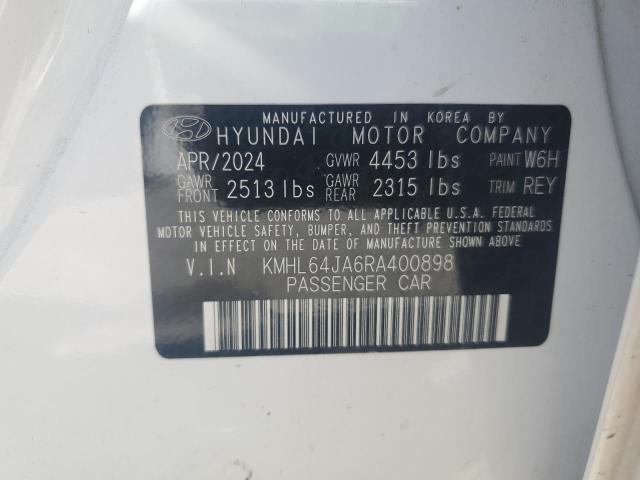 MANUFACTURED IN KOREA BY
HYUNDAI MOTOR COMPANY
APR/2024 GVWR 4453 lbs PAINT W6H
GAWR FRONT 2513 lbs GAWR REAR 2315 lbs TRIM REY
THIS VEHICLE CONFORMS TO ALL APPLICABLE U.S.A. FEDERAL
MOTOR VEHICLE SAFETY, BUMPER, AND THEFT PREVENTION STANDARDS
IN EFFECT ON THE DATE OF MANUFACTURE SHOWN ABOVE
V.I.N KMHL64JA6RA400898
PASSENGER CAR